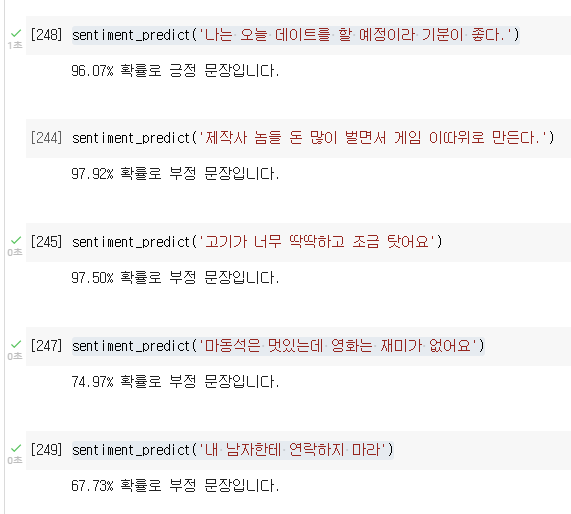 [248] sentiment_predict('나는 오늘 데이트를 할 예정이라 기분이 좋다.')
1초
96.07% 확률로 긍정 문장입니다.
[244] sentiment_predict('제작사 놈들 돈 많이 벌면서 게임 이따위로 만든다.')
97.92% 확률로 부정 문장입니다.
[245] sentiment_predict('고기가 너무 딱딱하고 조금 탓어요')
0초
97.50% 확률로 부정 문장입니다.
[247] sentiment_predict('마동석은 멋있는데 영화는 재미가 없어요')
0초
74.97% 확률로 부정 문장입니다.
[249] sentiment_predict('내 남자한테 연락하지 마라')
0초
67.73% 확률로 부정 문장입니다.